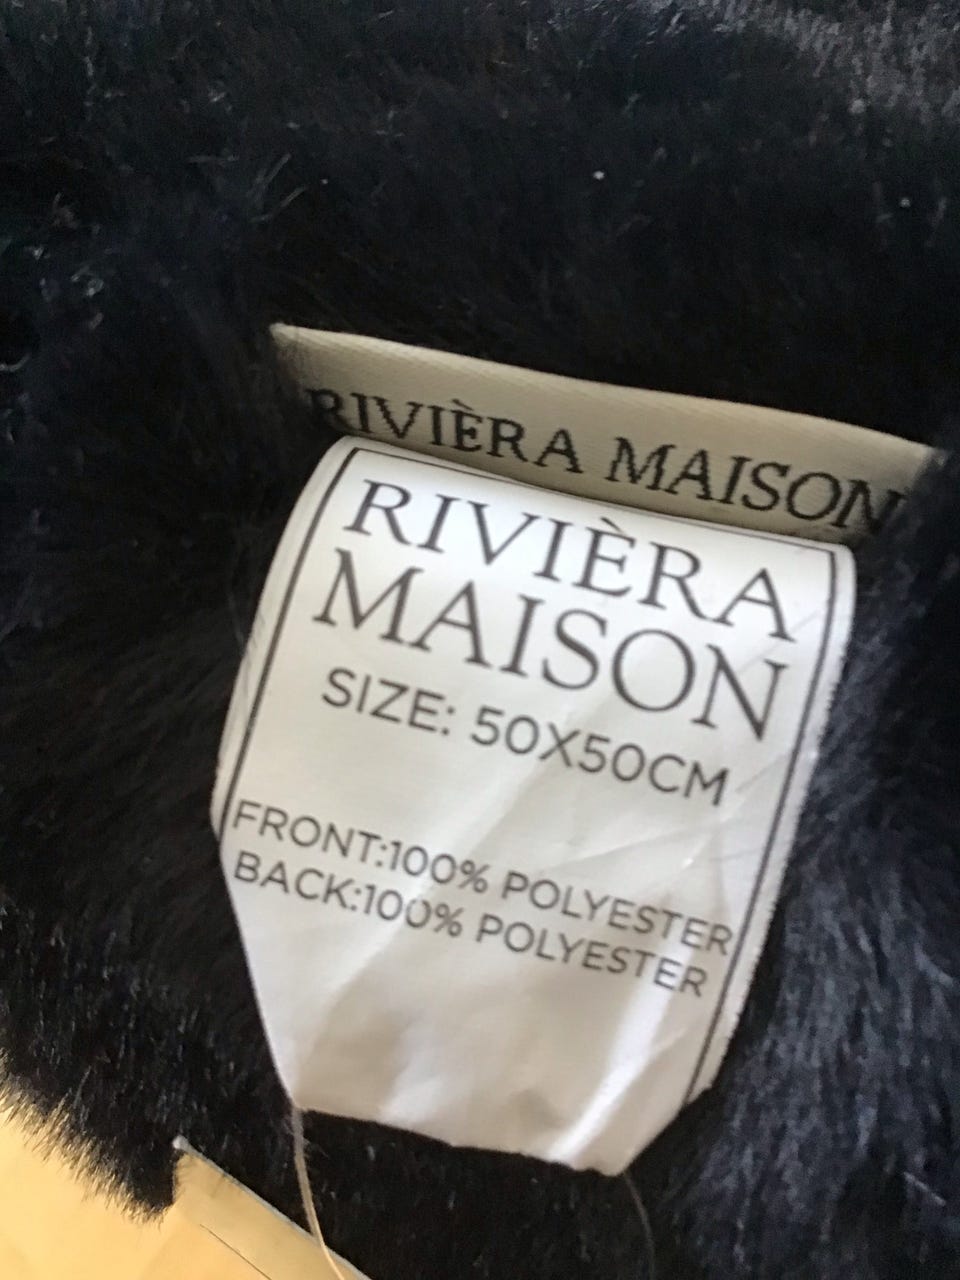 RIVIÈRA MAISON
RIVIÈRA
MAISON
SIZE: 50X50CM
FRONT:100% POLYESTER
BACK:100% POLYESTER